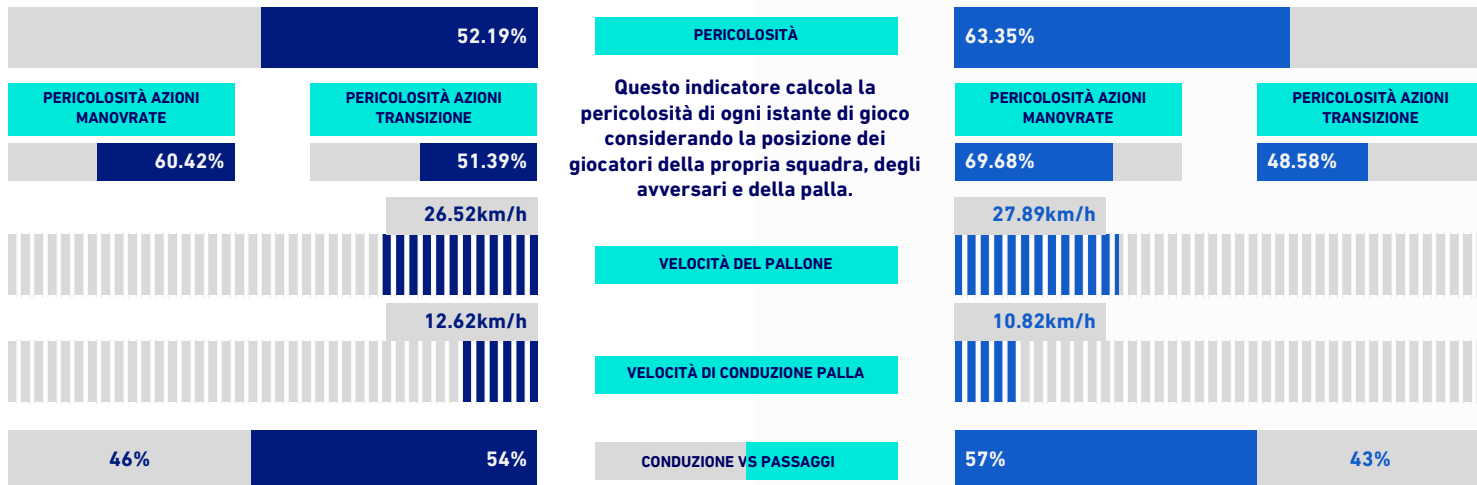 52.19%
PERICOLOSITÀ
63.35%
PERICOLOSITÀ AZIONI
MANOVRATE
60.42%
PERICOLOSITÀ AZIONI
TRANSIZIONE
51.39%
Questo indicatore calcola la
pericolosità di ogni istante di gioco
considerando la posizione dei
giocatori della propria squadra, degli
avversari e della palla.
PERICOLOSITÀ AZIONI
MANOVRATE
69.68%
PERICOLOSITÀ AZIONI
TRANSIZIONE
48.58%
26.52km/h
VELOCITÀ DEL PALLONE
27.89km/h
12.62km/h
VELOCITÀ DI CONDUZIONE PALLA
10.82km/h
46%
54%
CONDUZIONE VS PASSAGGI
57%
43%